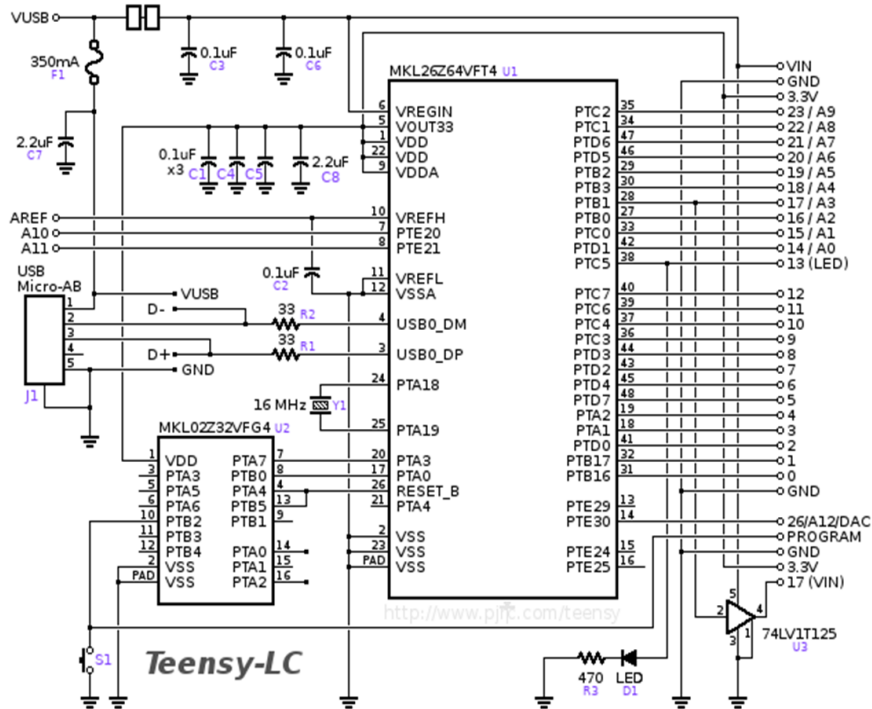 VUSB
350mA
F1
0.1uF
C3
0.1uF
C6
2.2uF
C7
MKL26Z64VFT4 U1
VIN
GND
3.3V
6 VREGIN
5 VOUT33
1 VDD
22 VDD
9 VDDA
0.1uF
x3 C1 C4 C5
2.2uF
C8
PTC2 35 23 / A9
PTC1 34 22 / A8
PTD6 47 21 / A7
PTD5 46 20 / A6
PTB2 29 19 / A5
PTB3 30 18 / A4
PTB1 28 17 / A3
PTB0 27 16 / A2
PTC0 33 15 / A1
PTD1 42 14 / A0
PTC5 38 13 (LED)
AREF 10 VREFH
A10 7 PTE20
A11 8 PTE21
0.1uF
C2
11 VREFL
12 VSSA
USB
Micro-AB
1
2
3
4
5
J1
VUSB
D-
D+
GND
33 R2
33 R1
4 USB0_DM
3 USB0_DP
24 PTA18
16 MHz Y1
25 PTA19
PTC7 40 12
PTC6 39 11
PTC4 37 10
PTC3 36 9
PTD3 44 8
PTD2 43 7
PTD4 45 6
PTD7 48 5
PTA2 19 4
PTA1 18 3
PTD0 41 2
PTB17 32 1
PTB16 31 0
GND
PTE29 13
PTE30 14 26/A12/DAC
PROGRAM
PTE24 15 GND
PTE25 16 3.3V
17 (VIN)
MKL02Z32VFG4 U2
1 VDD PTA7 7 20 PTA3
3 PTA3 PTB0 8 17 PTA0
5 PTA5 PTA4 4 26 RESET_B
6 PTA6 PTB5 13 21 PTA4
10 PTB2 PTB1 9
11 PTB3 2 VSS
12 PTB4 PTA0 14 23 VSS
2 VSS PTA1 15 PAD VSS
PAD VSS PTA2 16
http://www.pjrc.com/teensy
5
2 4
3 1
74LV1T125
U3
S1
Teensy-LC
470
R3
LED
D1